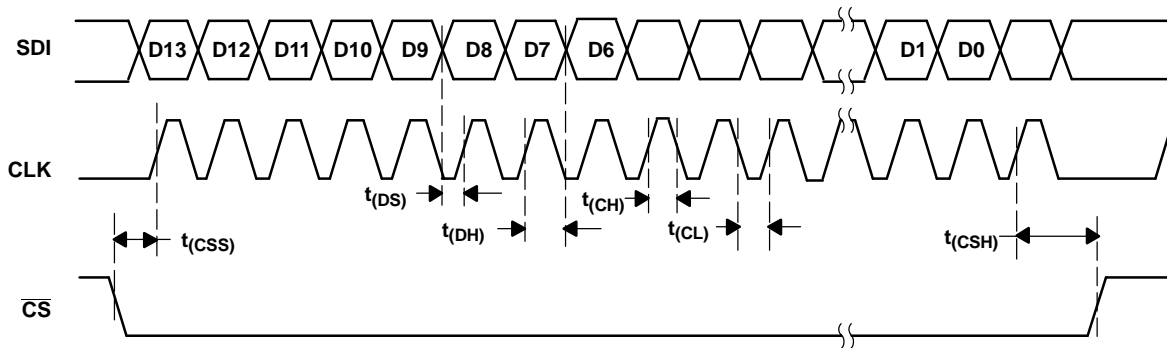 SDI
D13 D12 D11 D10 D9 D8 D7 D6 D1 D0
CLK
t(DS)
t(CH)
t(DH)
t(CL)
t(CSS)
t(CSH)
CS